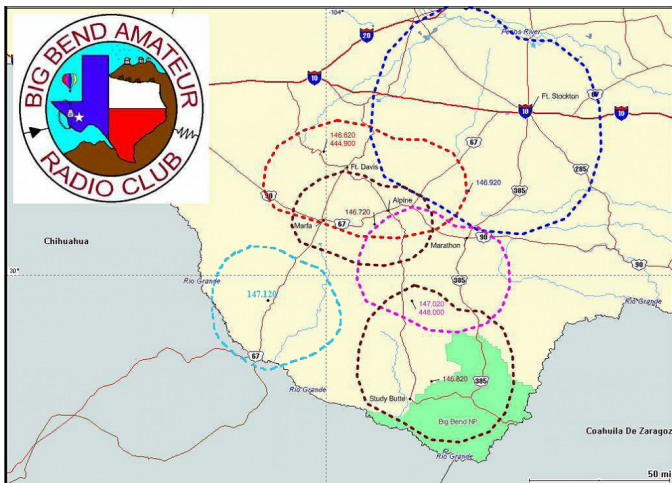 BIG BEND AMATEUR
RADIO CLUB
-104°
20
Pecos River
10
10
67
Ft. Stockton
10
146.620
444.900
67
285
Ft. Davis
90
146.920
385
Alpine
146.720
67
Marfa
90
Marathon
90
Chihuahua
30°
Rio Grande
385
147.120
147.020
448.000
Rio Grande
67
146.820
385
Rio Grande
Study Butte
Big Bend NP
Coahuila De Zaragoz
Rio Grande
50 mi